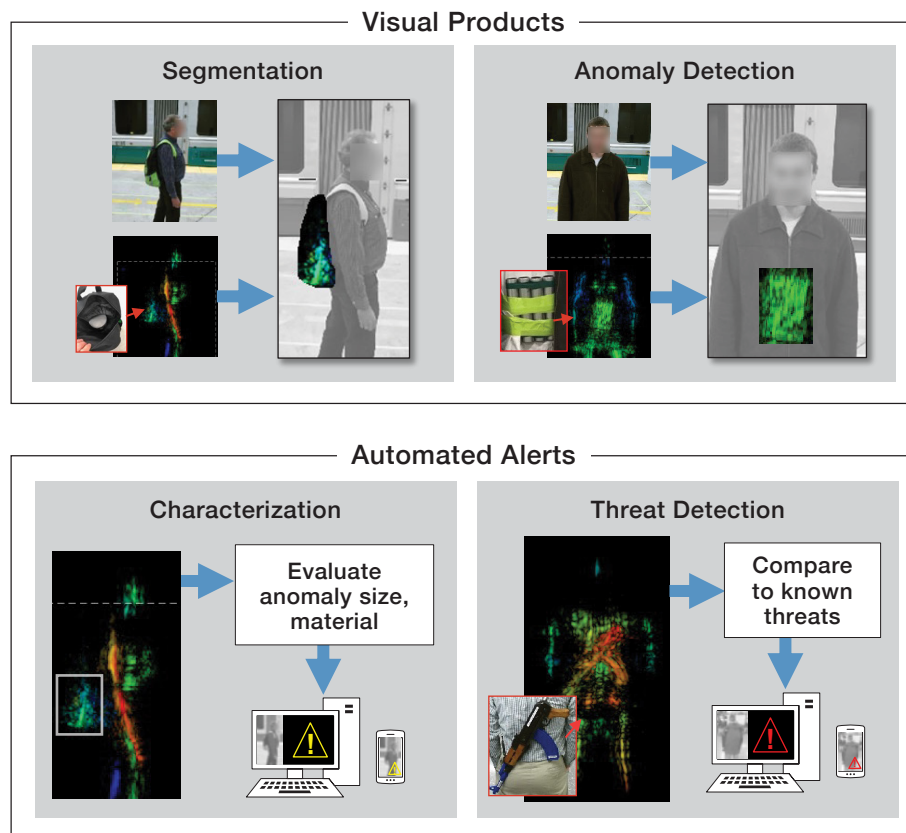 Visual Products
Segmentation
Anomaly Detection
Automated Alerts
Characterization
Evaluate
anomaly size,
material
Threat Detection
Compare
to known
threats